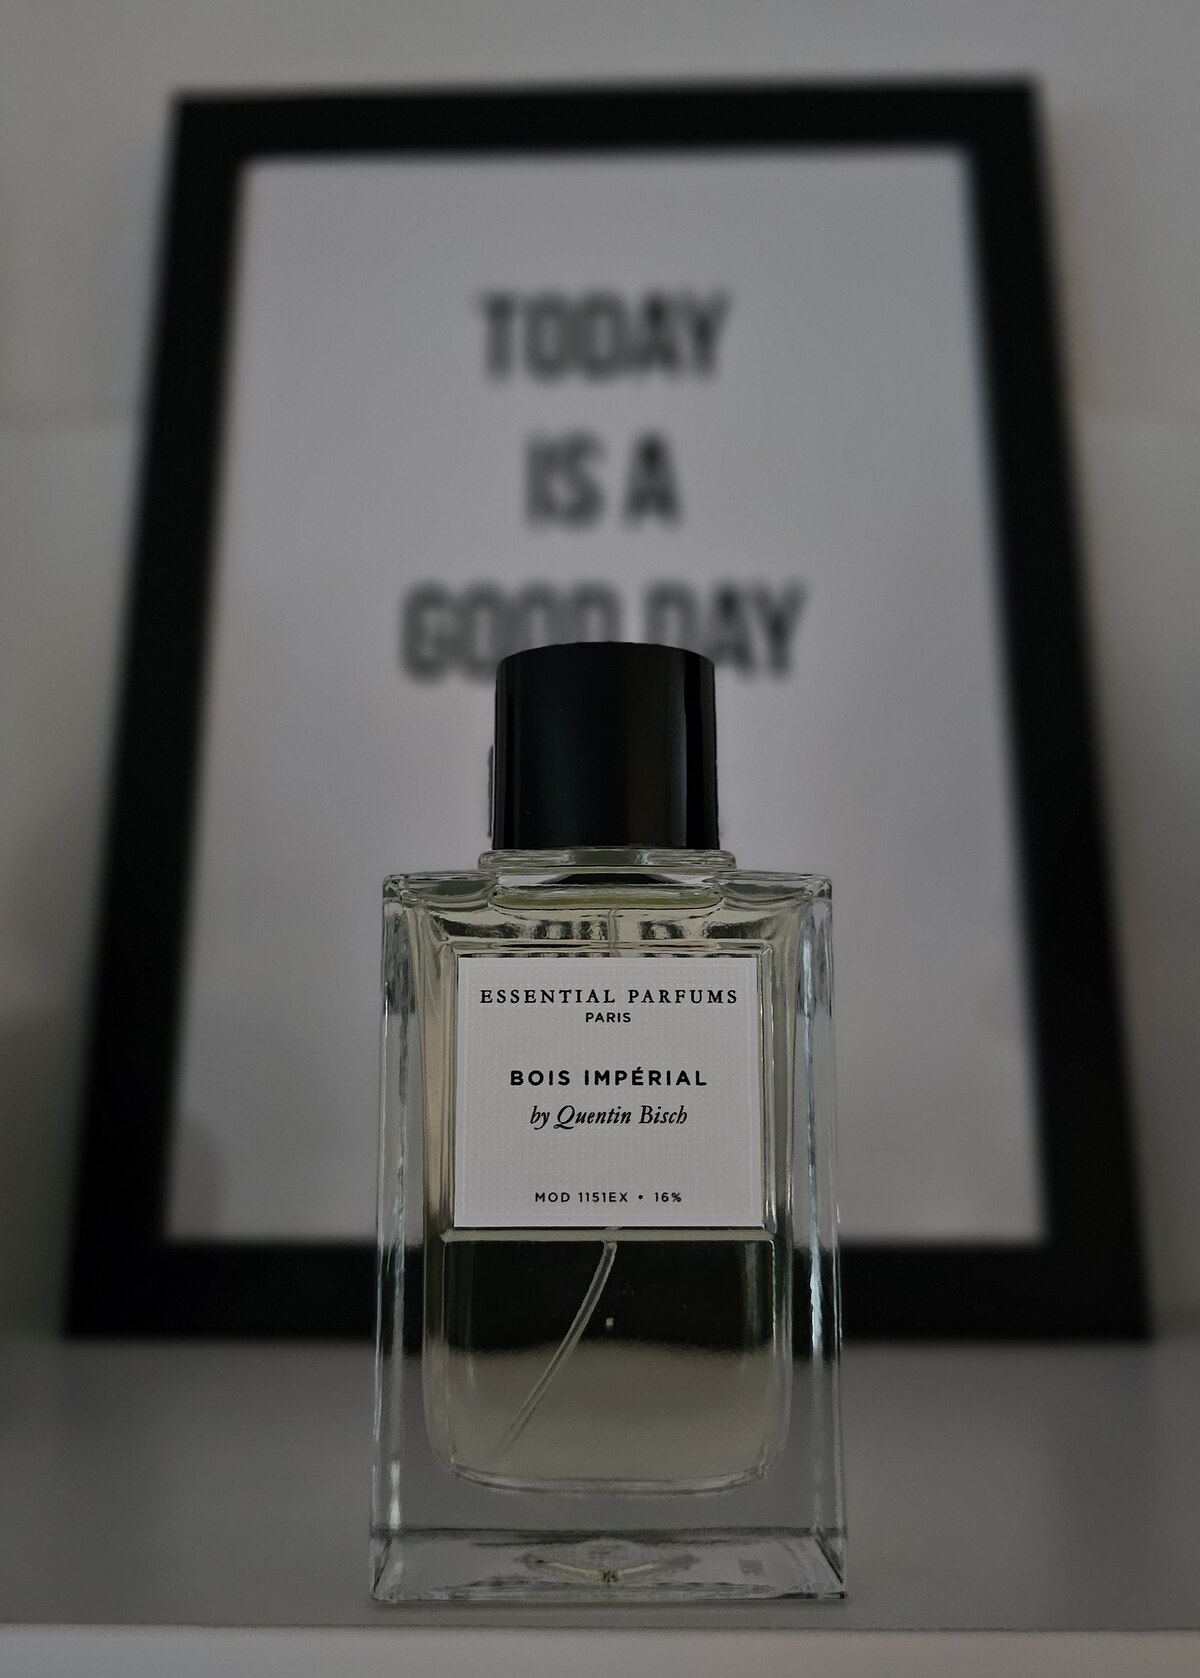 TODAY
IS A
GOOD DAY
ESSENTIAL PARFUMS
PARIS
BOIS IMPÉRIAL
by Quentin Bisch
MOD 1151EX • 16%